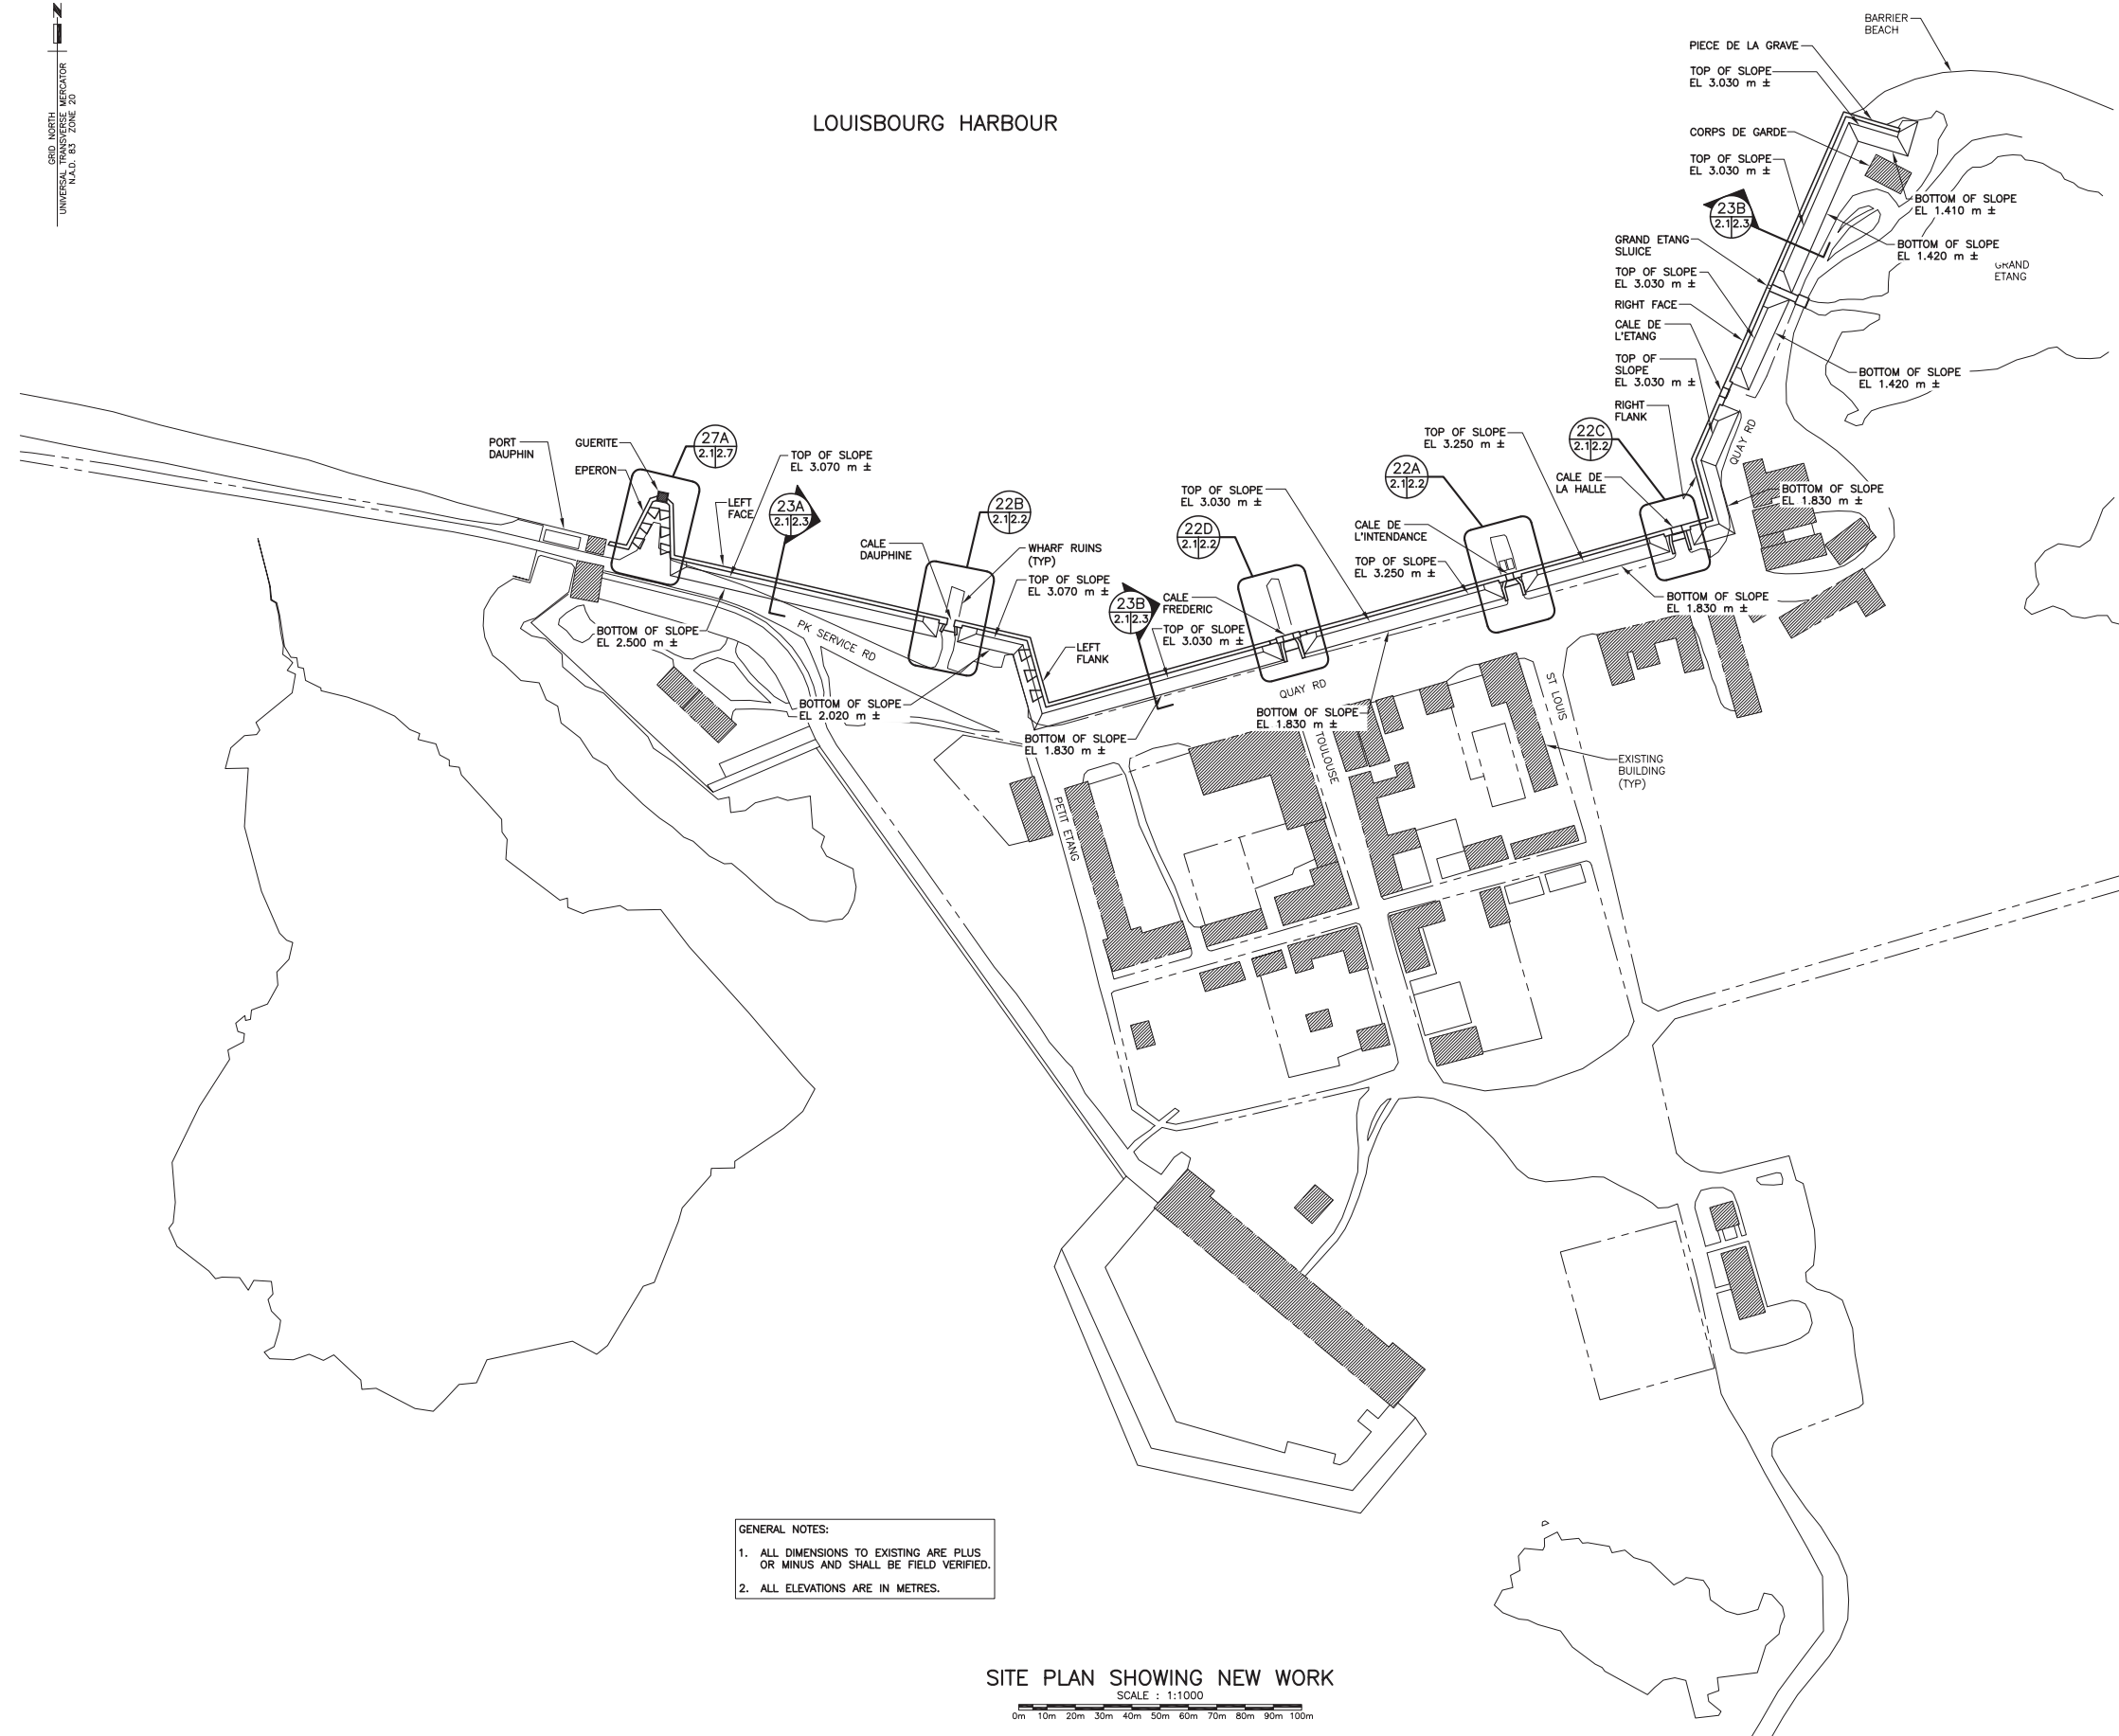 N
GRID NORTH
UNIVERSAL TRANSVERSE MERCATOR
N.A.D. 83 ZONE 20
LOUISBOURG HARBOUR
BARRIER
BEACH
PIECE DE LA GRAVE
TOP OF SLOPE
EL 3.030 m ±
CORPS DE GARDE
TOP OF SLOPE
EL 3.030 m ±
BOTTOM OF SLOPE
EL 1.410 m ±
23B
2.1 2.3
GRAND ETANG
SLUICE
BOTTOM OF SLOPE
EL 1.420 m ±
GRAND
ETANG
TOP OF SLOPE
EL 3.030 m ±
RIGHT FACE
CALE DE
L'ETANG
TOP OF
SLOPE
EL 3.030 m ±
BOTTOM OF SLOPE
EL 1.420 m ±
RIGHT
FLANK
QUAY RD
PORT
DAUPHIN
GUERITE
EPERON
27A
2.1 2.7
TOP OF SLOPE
EL 3.070 m ±
LEFT
FACE
23A
2.1 2.3
CALE
DAUPHINE
22B
2.1 2.2
WHARF RUINS
(TYP)
TOP OF SLOPE
EL 3.070 m ±
TOP OF SLOPE
EL 3.030 m ±
22D
2.1 2.2
23B
2.1 2.3
CALE
FREDERIC
TOP OF SLOPE
EL 3.030 m ±
22A
2.1 2.2
CALE DE
L'INTENDANCE
TOP OF SLOPE
EL 3.250 m ±
TOP OF SLOPE
EL 3.250 m ±
22C
2.1 2.2
CALE DE
LA HALLE
BOTTOM OF SLOPE
EL 1.830 m ±
BOTTOM OF SLOPE
EL 1.830 m ±
BOTTOM OF SLOPE
EL 2.500 m ±
PK SERVICE RD
LEFT
FLANK
BOTTOM OF SLOPE
EL 2.020 m ±
BOTTOM OF SLOPE
EL 1.830 m ±
QUAY RD
BOTTOM OF SLOPE
EL 1.830 m ±
TOULOUSE
ST LOUIS
PETIT ETANG
EXISTING
BUILDING
(TYP)
GENERAL NOTES:
1. ALL DIMENSIONS TO EXISTING ARE PLUS
OR MINUS AND SHALL BE FIELD VERIFIED.
2. ALL ELEVATIONS ARE IN METRES.
SITE PLAN SHOWING NEW WORK
SCALE : 1:1000
0m 10m 20m 30m 40m 50m 60m 70m 80m 90m 100m